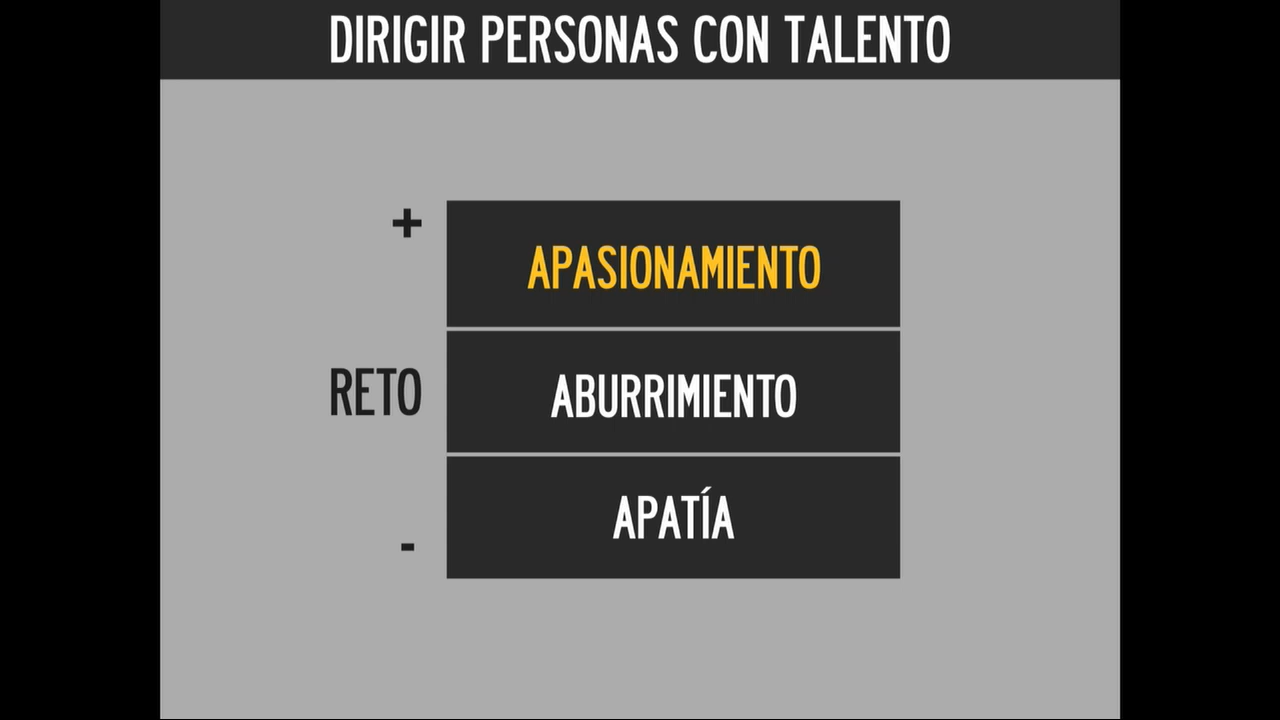 DIRIGIR PERSONAS CON TALENTO
+
APASIONAMIENTO
RETO
ABURRIMIENTO
APATÍA
-